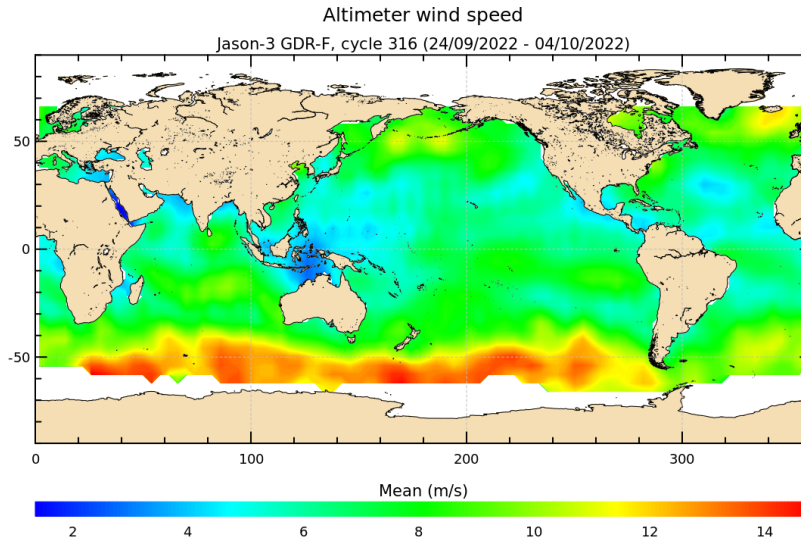 Altimeter wind speed
Jason-3 GDR-F, cycle 316 (24/09/2022 - 04/10/2022)
50
0
-50
0 100 200 300
Mean (m/s)
2 4 6 8 10 12 14